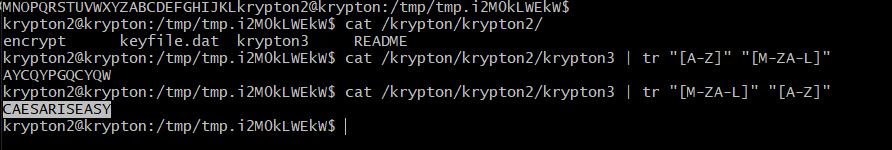 MNOPQRSTUVWXYZABCDEFGHIJKLkrypton2@krypton:/tmp/tmp.i2MOkLWEkW$
krypton2@krypton:/tmp/tmp.i2MOkLWEkW$ cat /krypton/krypton2/
encrypt keyfile.dat krypton3 README
krypton2@krypton:/tmp/tmp.i2MOkLWEkW$ cat /krypton/krypton2/krypton3 | tr "[A-Z]" "[M-ZA-L]"
AYCQYPGQCYQW
krypton2@krypton:/tmp/tmp.i2MOkLWEkW$ cat /krypton/krypton2/krypton3 | tr "[M-ZA-L]" "[A-Z]"
CAESARISEASY
krypton2@krypton:/tmp/tmp.i2MOkLWEkW$